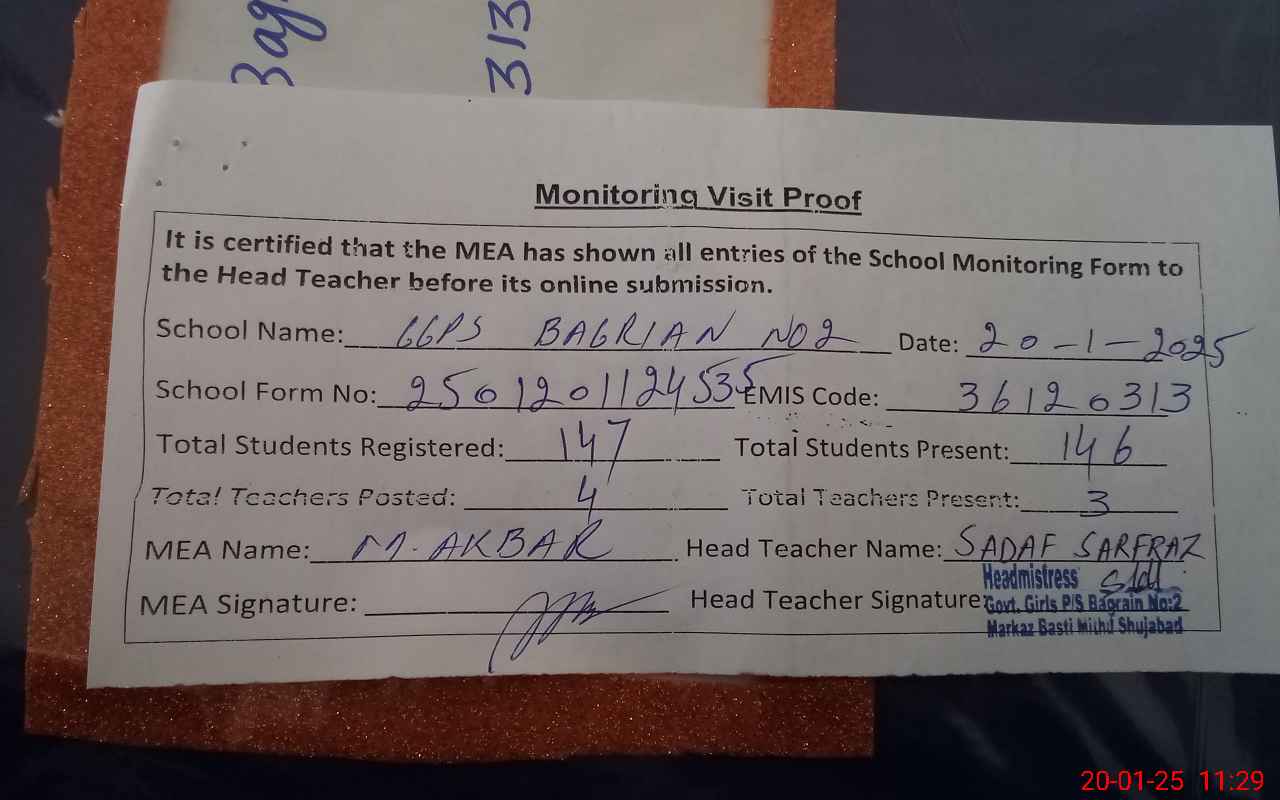 Bag
313
Monitoring Visit Proof
It is certified that the MEA has shown all entries of the School Monitoring Form to
the Head Teacher before its online submission.
School Name: GGPS BAGRIAN NO2 Date: 20-1-2025
School Form No: 2501201124535 EMIS Code: 36120313
Total Students Registered: 147 Total Students Present: 146
Total Teachers Posted: 4 Total Teachers Present: 3
MEA Name: M. AKBAR Head Teacher Name: SADAF SARFRAZ
MEA Signature: Head Teacher Signature:
Headmistress
Govt. Girls P/S Bagrain No:2
Markaz Basti Mithu Shujabad
20-01-25 11:29